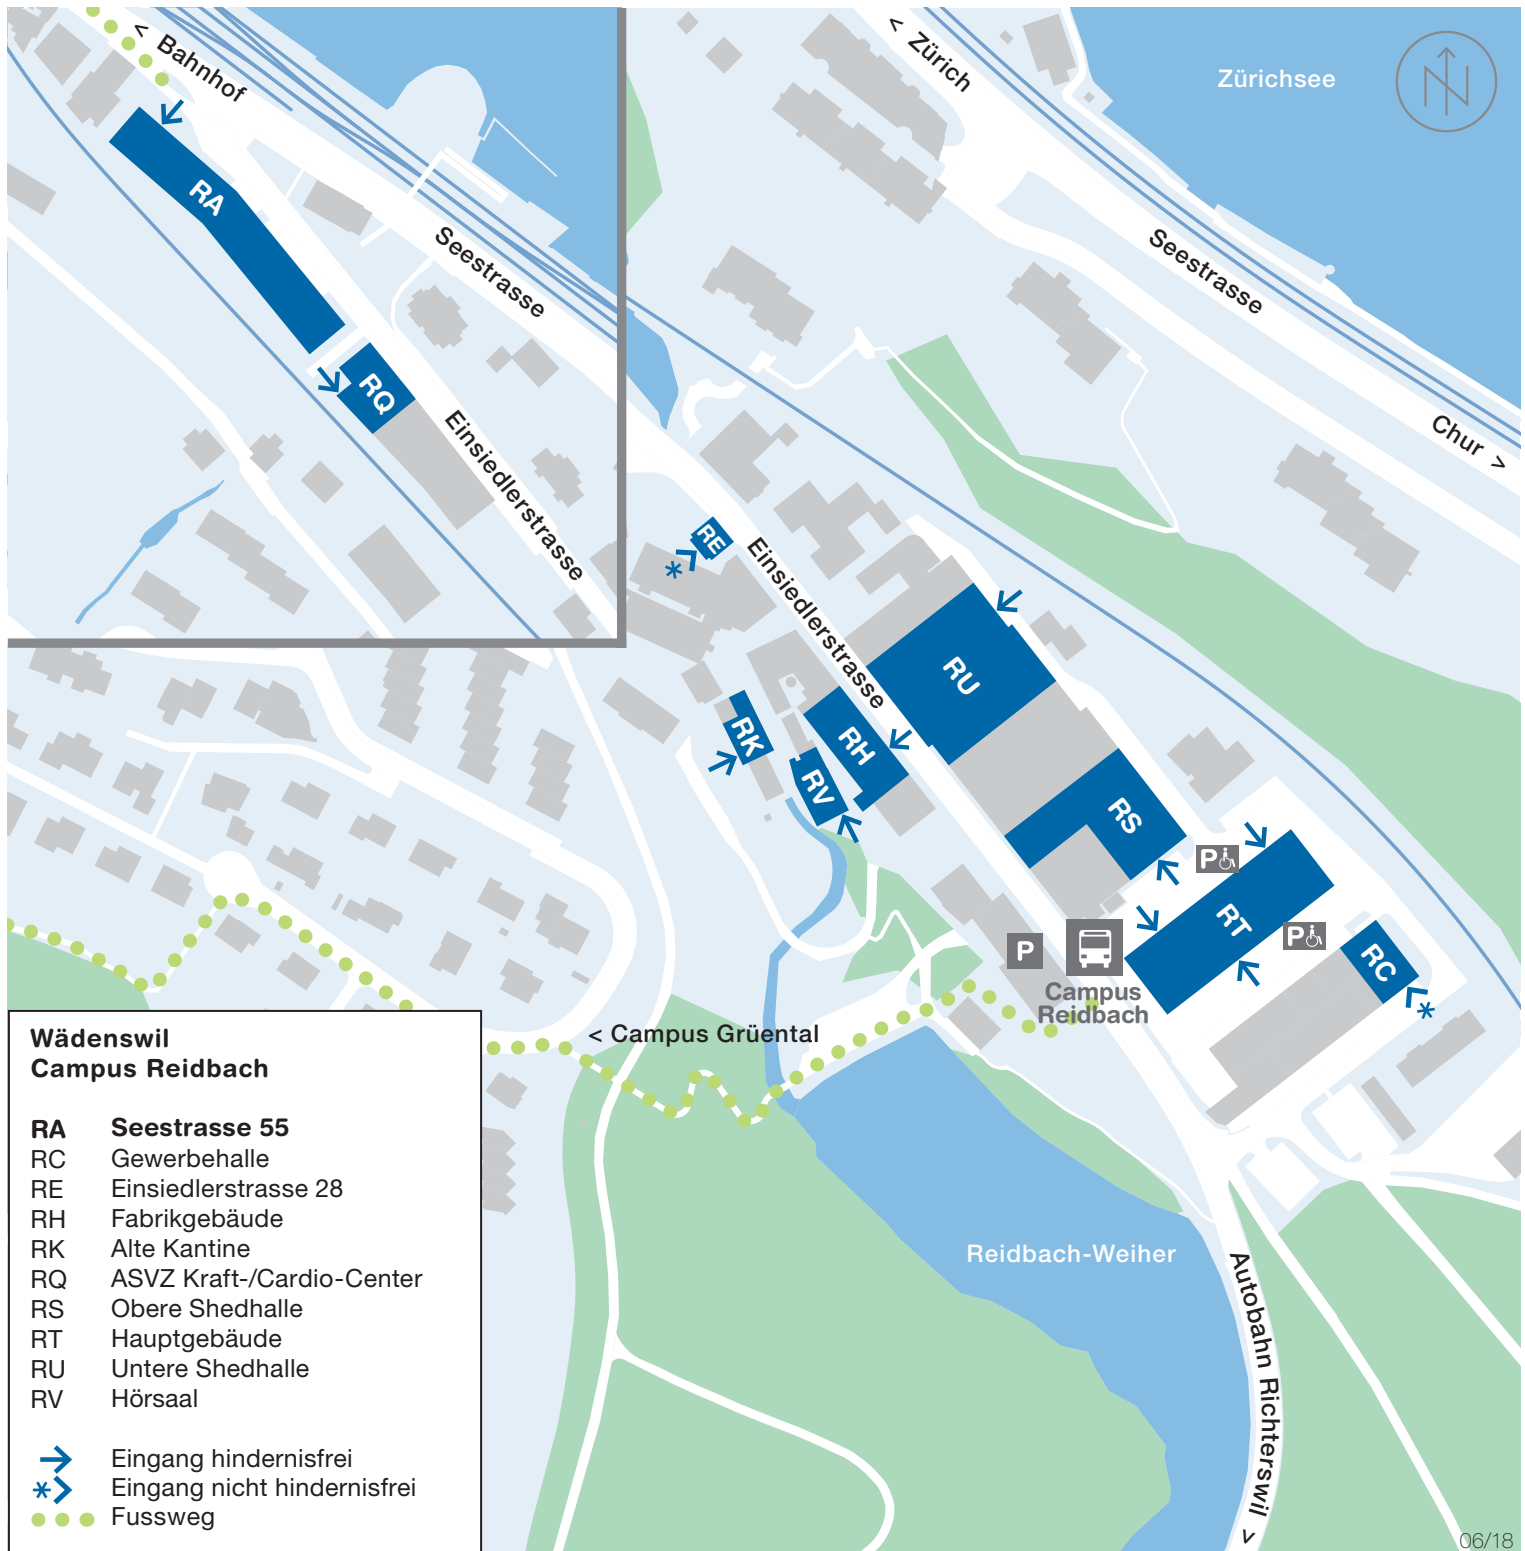 < Bahnhof
< Zürich
Zürichsee
N
RA
Seestrasse
Seestrasse
RQ
Einsiedlerstrasse
Chur >
RE
*
Einsiedlerstrasse
RU
RK
RH
RV
RS
P
RT
P
P
RC
*
Campus
Reidbach
< Campus Grüental
Reidbach-Weiher
Autobahn Richterswil >
Wädenswil
Campus Reidbach
RA Seestrasse 55
RC Gewerbehalle
RE Einsiedlerstrasse 28
RH Fabrikgebäude
RK Alte Kantine
RQ ASVZ Kraft-/Cardio-Center
RS Obere Shedhalle
RT Hauptgebäude
RU Untere Shedhalle
RV Hörsaal
Eingang hindernisfrei
* Eingang nicht hindernisfrei
Fussweg
06/18